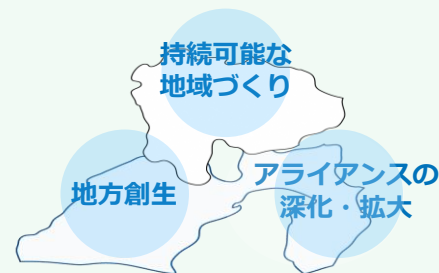 持続可能な
地域づくり
地方創生
アライアンスの
深化・拡大